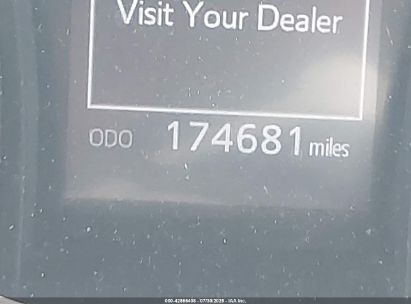 Visit Your Dealer
ODO 174681 miles